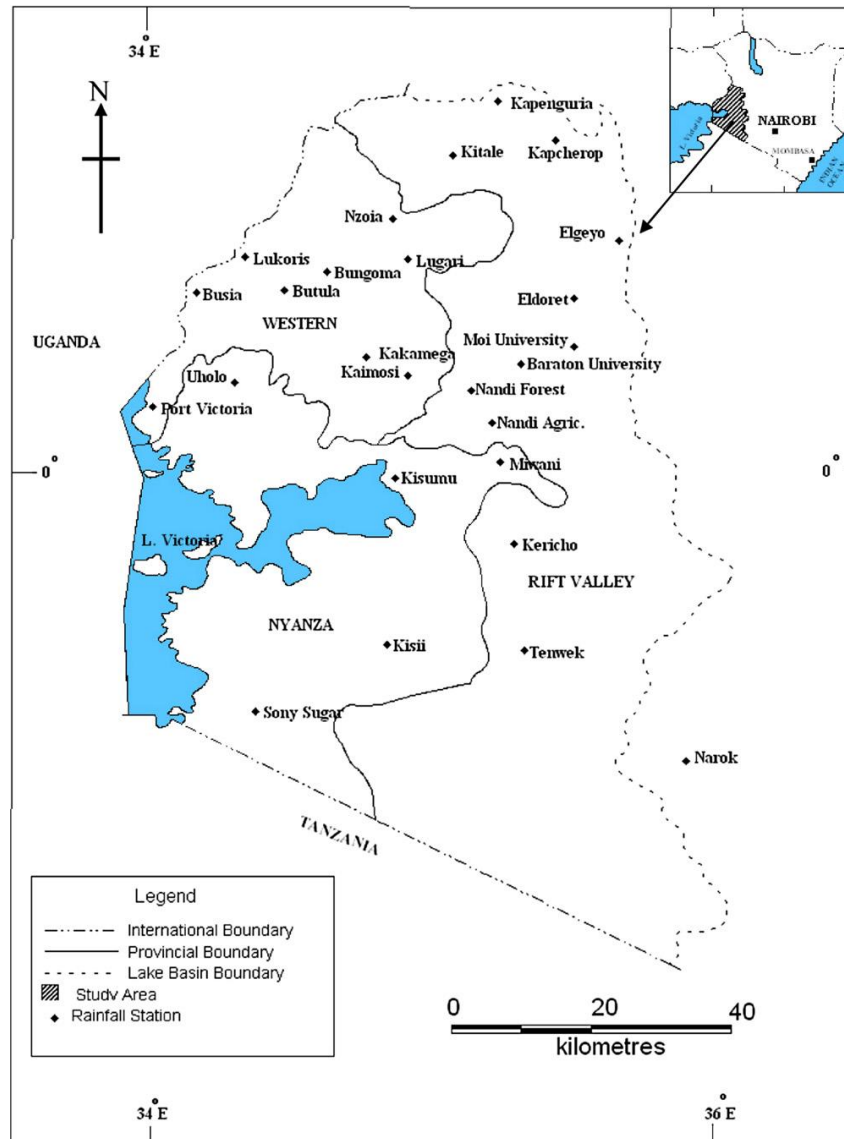 34 E
N
Kapenguria
Kitale
Kapcherop
NAIROBI
MOMBASA
L. Victoria
INDIAN
OCEAN
Nzoia
Elgeyo
Lukoris
Lugari
Bungoma
Busia
Butula
Eldoret
WESTERN
UGANDA
Moi University
Kakamega
Baraton University
Uholo
Kaimosi
Nandi Forest
Port Victoria
Nandi Agric.
0°
Miwani
0°
Kisumu
L. Victoria
Kericho
RIFT VALLEY
NYANZA
Kisii
Tenwek
Sony Sugar
Narok
TANZANIA
Legend
International Boundary
Provincial Boundary
Lake Basin Boundary
Study Area
Rainfall Station
0 20 40
kilometres
34 E
36 E